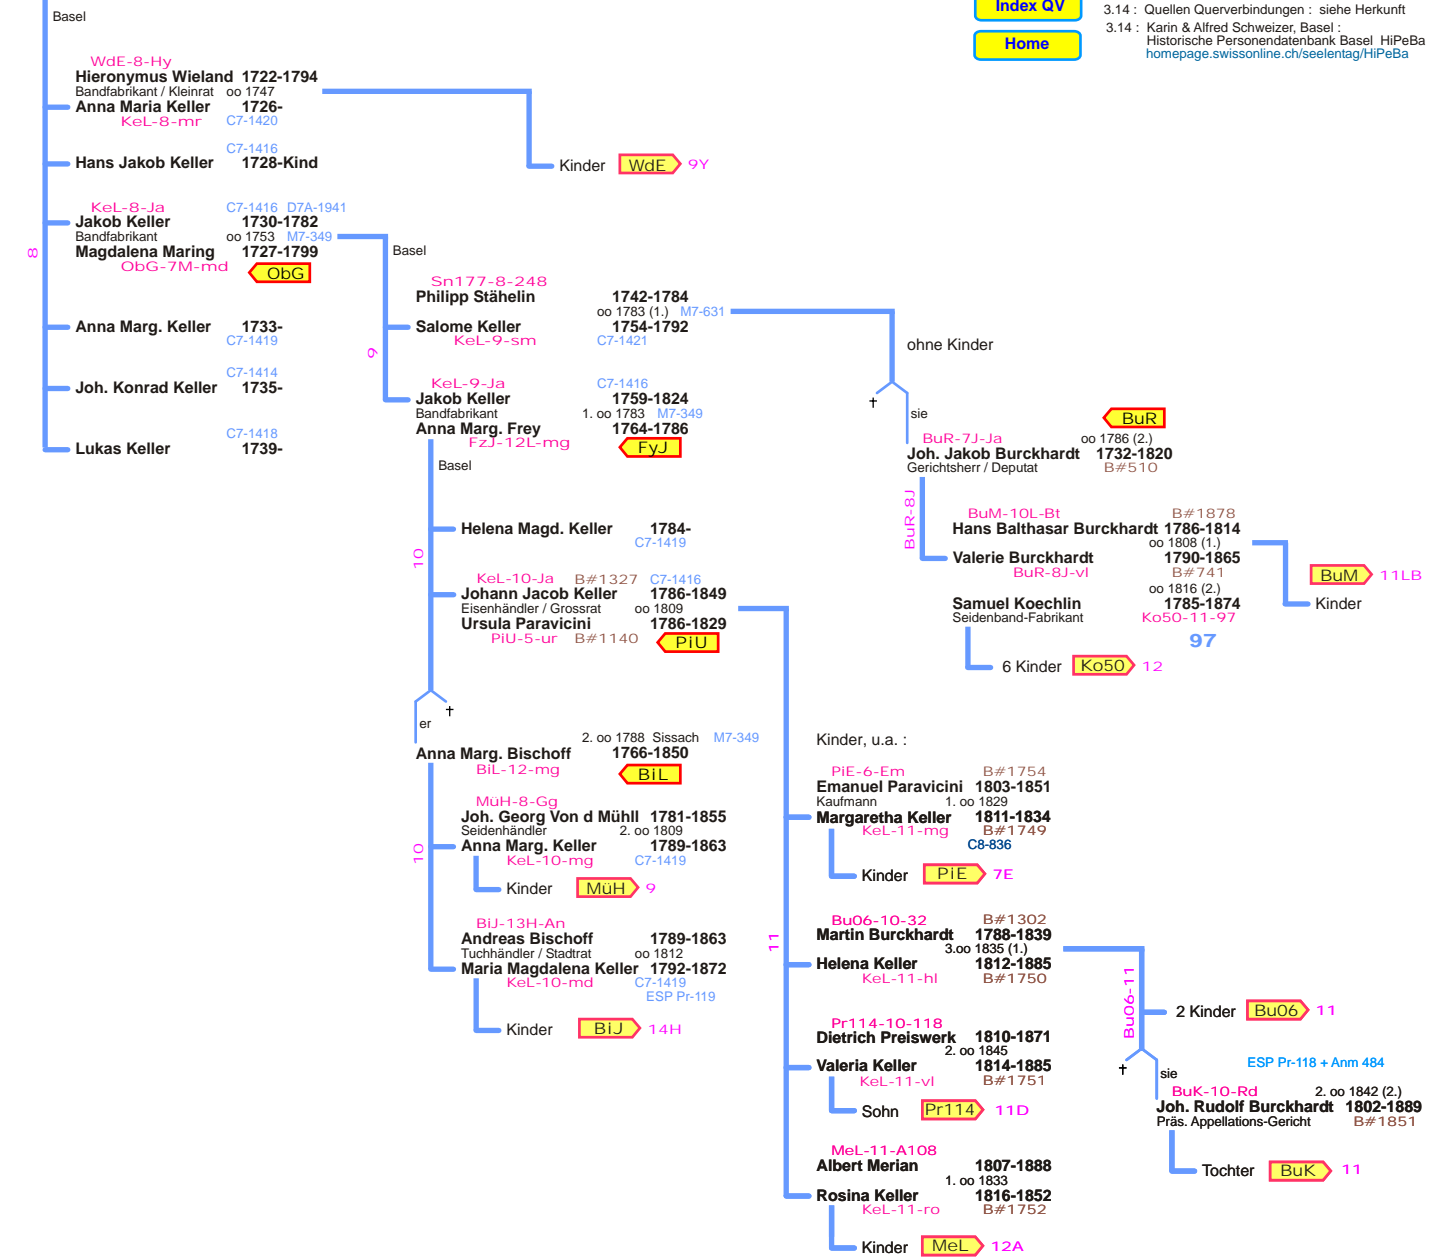 Index QV
3.14 : Quellen Querverbindungen : siehe Herkunft
3.14 : Karin & Alfred Schweizer, Basel :
Historische Personendatenbank Basel HiPeBa
homepage.swissonline.ch/seelentag/HiPeBa
Home
Basel
WdE-8-Hy
Hieronymus Wieland 1722-1794
Bandfabrikant / Kleinrat oo 1747
Anna Maria Keller 1726-
KeL-8-mr C7-1420
Kinder WdE 9Y
C7-1416
Hans Jakob Keller 1728-Kind
8
KeL-8-Ja C7-1416 D7A-1941
Jakob Keller 1730-1782
Bandfabrikant oo 1753 M7-349
Magdalena Maring 1727-1799
ObG-7M-md ObG
Anna Marg. Keller 1733-
C7-1419
C7-1414
Joh. Konrad Keller 1735-
C7-1418
Lukas Keller 1739-
Basel
9
Sn177-8-248
Philipp Stähelin 1742-1784
oo 1783 (1.) M7-631
Salome Keller 1754-1792
KeL-9-sm C7-1421
ohne Kinder
† sie
BuR
BuR-7J-Ja oo 1786 (2.)
Joh. Jakob Burckhardt 1732-1820
Gerichtsherr / Deputat B#510
BuR-8J
BuM-10L-Bt B#1878
Hans Balthasar Burckhardt 1786-1814
oo 1808 (1.)
Valerie Burckhardt 1790-1865
BuR-8J-vl B#741
oo 1816 (2.)
Samuel Koechlin 1785-1874
Seidenband-Fabrikant Ko50-11-97
97
6 Kinder Ko50 12
BuM 11LB
Kinder
KeL-9-Ja C7-1416
Jakob Keller 1759-1824
Bandfabrikant 1. oo 1783 M7-349
Anna Marg. Frey 1764-1786
FzJ-12L-mg FyJ
Basel
10
Helena Magd. Keller 1784-
C7-1419
KeL-10-Ja B#1327 C7-1416
Johann Jacob Keller 1786-1849
Eisenhändler / Grossrat oo 1809
Ursula Paravicini 1786-1829
PiU-5-ur B#1140 PiU
er †
2. oo 1788 Sissach M7-349
Anna Marg. Bischoff 1766-1850
BiL-12-mg BiL
10
MüH-8-Gg
Joh. Georg Von d Mühll 1781-1855
Seidenhändler 2. oo 1809
Anna Marg. Keller 1789-1863
KeL-10-mg C7-1419
Kinder MüH 9
BiJ-13H-An
Andreas Bischoff 1789-1863
Tuchhändler / Stadtrat oo 1812
Maria Magdalena Keller 1792-1872
KeL-10-md C7-1419
ESP Pr-119
Kinder BiJ 14H
11
Kinder, u.a. :
PiE-6-Em B#1754
Emanuel Paravicini 1803-1851
Kaufmann 1. oo 1829
Margaretha Keller 1811-1834
KeL-11-mg B#1749
C8-836
Kinder PiE 7E
Bu06-10-32 B#1302
Martin Burckhardt 1788-1839
3.oo 1835 (1.)
Helena Keller 1812-1885
KeL-11-hl B#1750
Bu06-11
2 Kinder Bu06 11
† sie
ESP Pr-118 + Anm 484
BuK-10-Rd 2. oo 1842 (2.)
Joh. Rudolf Burckhardt 1802-1889
Präs. Appellations-Gericht B#1851
Tochter BuK 11
Pr114-10-118
Dietrich Preiswerk 1810-1871
2. oo 1845
Valeria Keller 1814-1885
KeL-11-vl B#1751
Sohn Pr114 11D
MeL-11-A108
Albert Merian 1807-1888
1. oo 1833
Rosina Keller 1816-1852
KeL-11-ro B#1752
Kinder MeL 12A